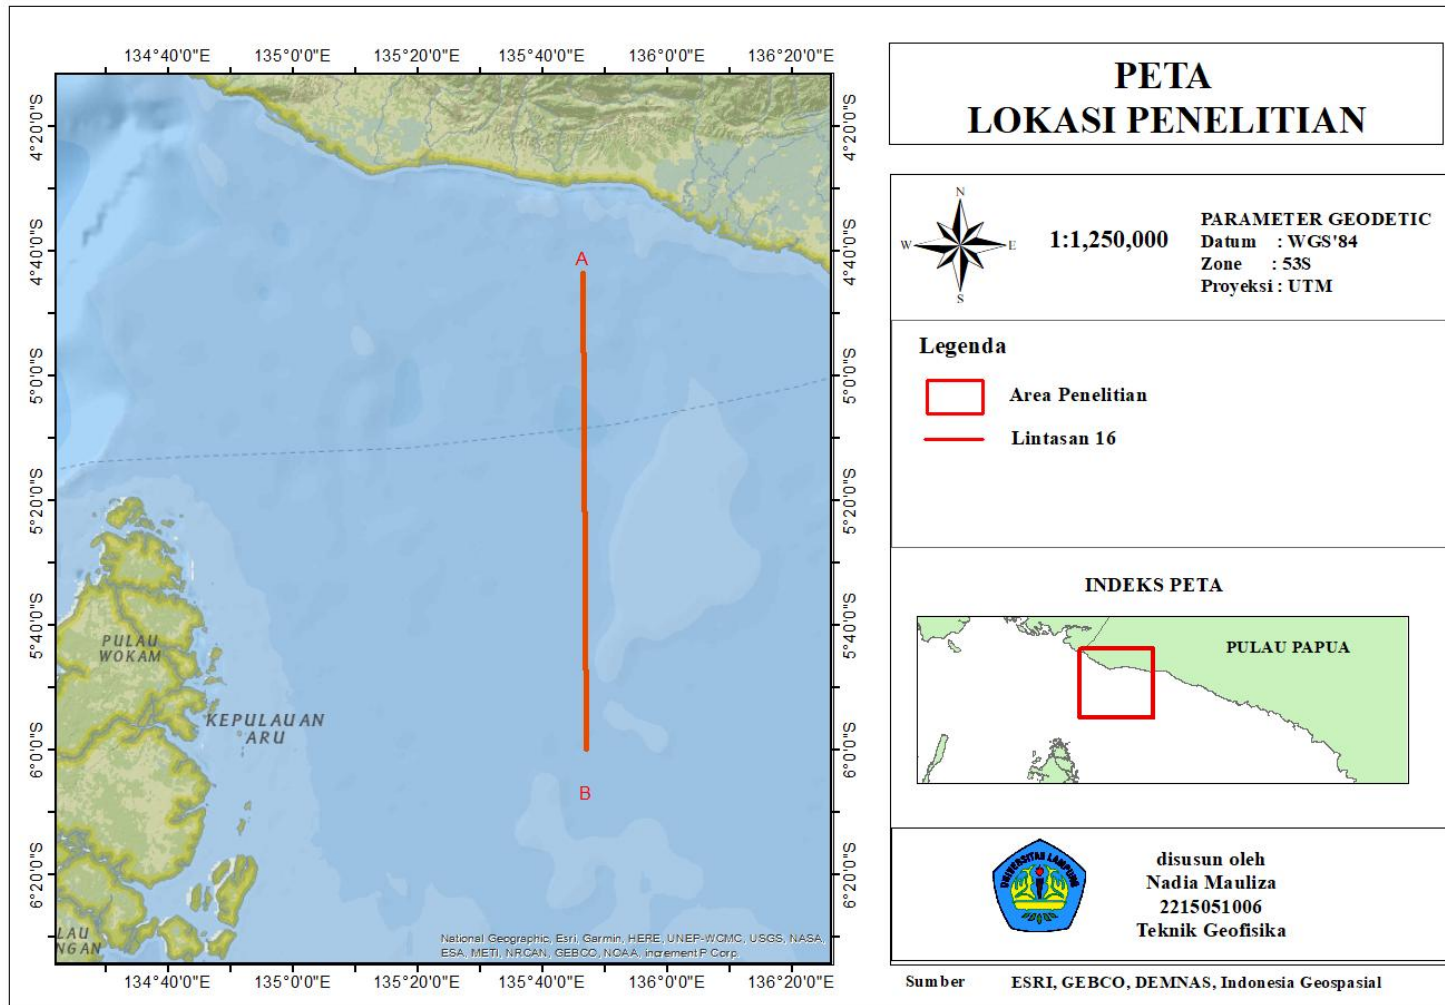 134°40'0"E 135°0'0"E 135°40'0"E 136°0'0"E 136°20'0"E
4°20'0"S 4°20'0"S
4°40'0"S 4°40'0"S
5°0'0"S 5°0'0"S
5°20'0"S 5°20'0"S
5°40'0"S 5°40'0"S
6°0'0"S 6°0'0"S
6°20'0"S 6°20'0"S
A
B
PULAU
WOKAM
KEPULAUAN
ARU
LAU
NGAN
National Geographic, Esri, Garmin, HERE, UNEP-WCMC, USGS, NASA,
ESA, METI, NRCAN, GEBCO, NOAA, increment P Corp.
134°40'0"E 135°0'0"E 135°40'0"E 136°0'0"E 136°20'0"E
PETA
LOKASI PENELITIAN
N
W E
S
1:1,250,000
PARAMETER GEODETIC
Datum : WGS'84
Zone : 53S
Proyeksi : UTM
Legenda
Area Penelitian
Lintasan 16
INDEKS PETA
PULAU PAPUA
UNIVERSITAS LAMPUNG
disusun oleh
Nadia Mauliza
2215051006
Teknik Geofisika
Sumber ESRI, GEBCO, DEMNAS, Indonesia Geospasial